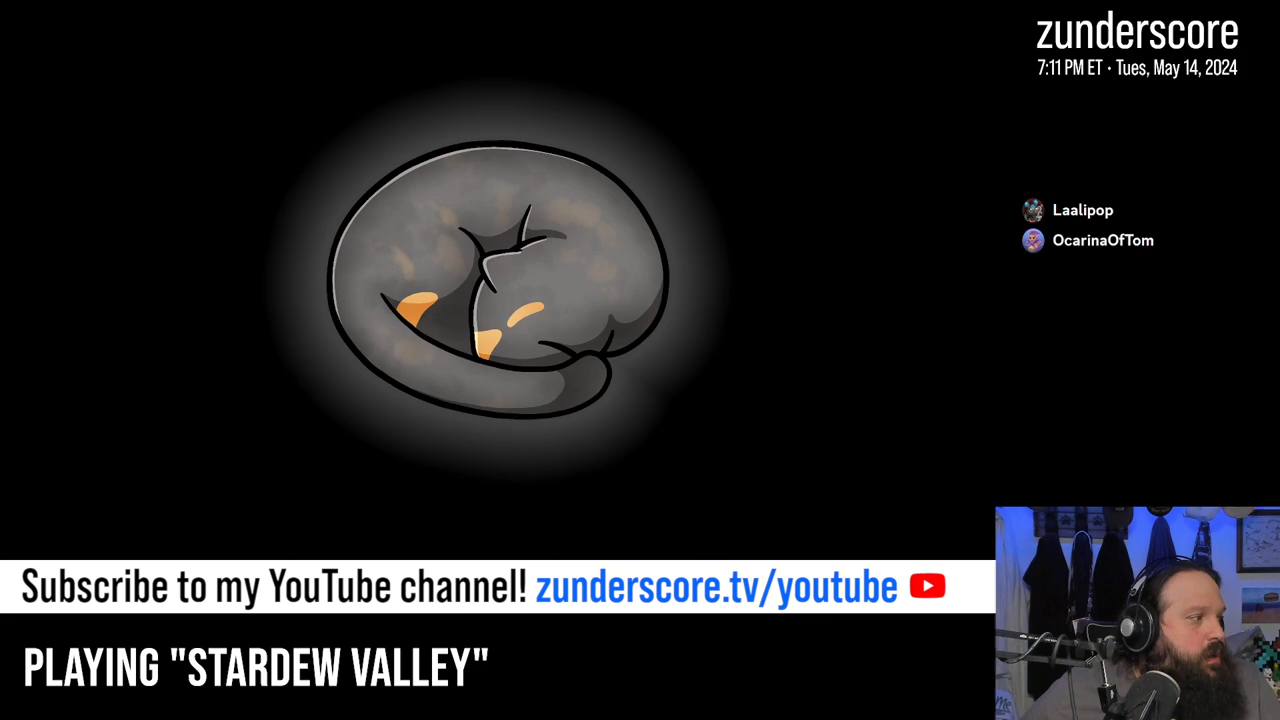 zunderscore
7:11 PM ET • Tues, May 14, 2024
Laalipop
OcarinaOfTom
Subscribe to my YouTube channel! zunderscore.tv/youtube
PLAYING "STARDEW VALLEY"